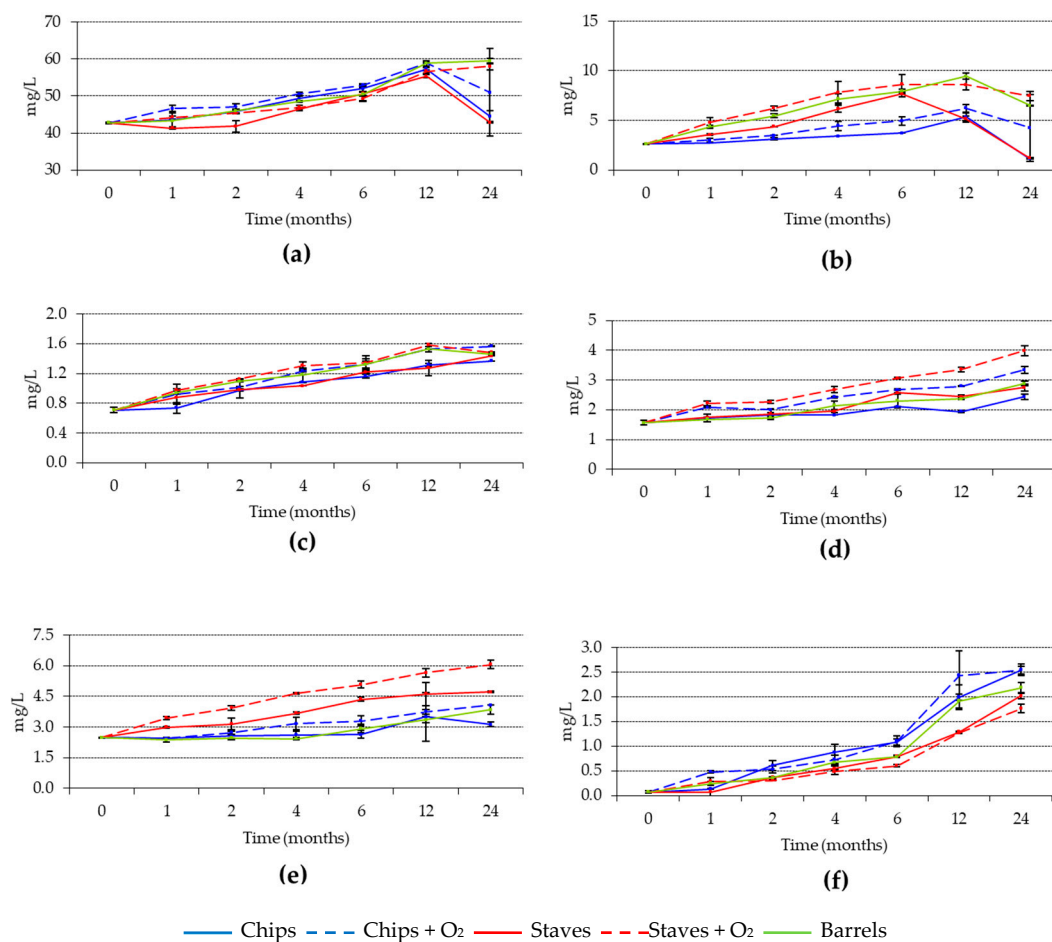 70
60
50
40
30
mg/L
0 1 2 4 6 12 24
Time (months)
(a)
15
10
5
0
mg/L
0 1 2 4 6 12 24
Time (months)
(b)
2.0
1.6
1.2
0.8
0.4
0.0
mg/L
0 1 2 4 6 12 24
Time (months)
(c)
5
4
3
2
1
0
mg/L
0 1 2 4 6 12 24
Time (months)
(d)
7.5
6.0
4.5
3.0
1.5
0.0
mg/L
0 1 2 4 6 12 24
Time (months)
(e)
3.0
2.5
2.0
1.5
1.0
0.5
0.0
mg/L
0 1 2 4 6 12 24
Time (months)
(f)
Chips Chips + O₂ Staves Staves + O₂ Barrels